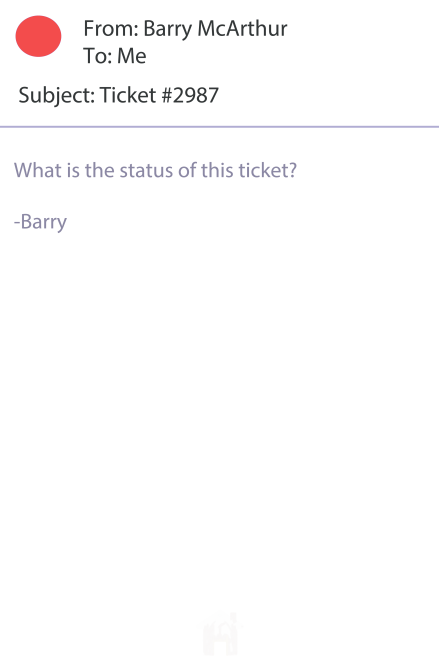 From: Barry McArthur
To: Me
Subject: Ticket #2987
What is the status of this ticket?
-Barry